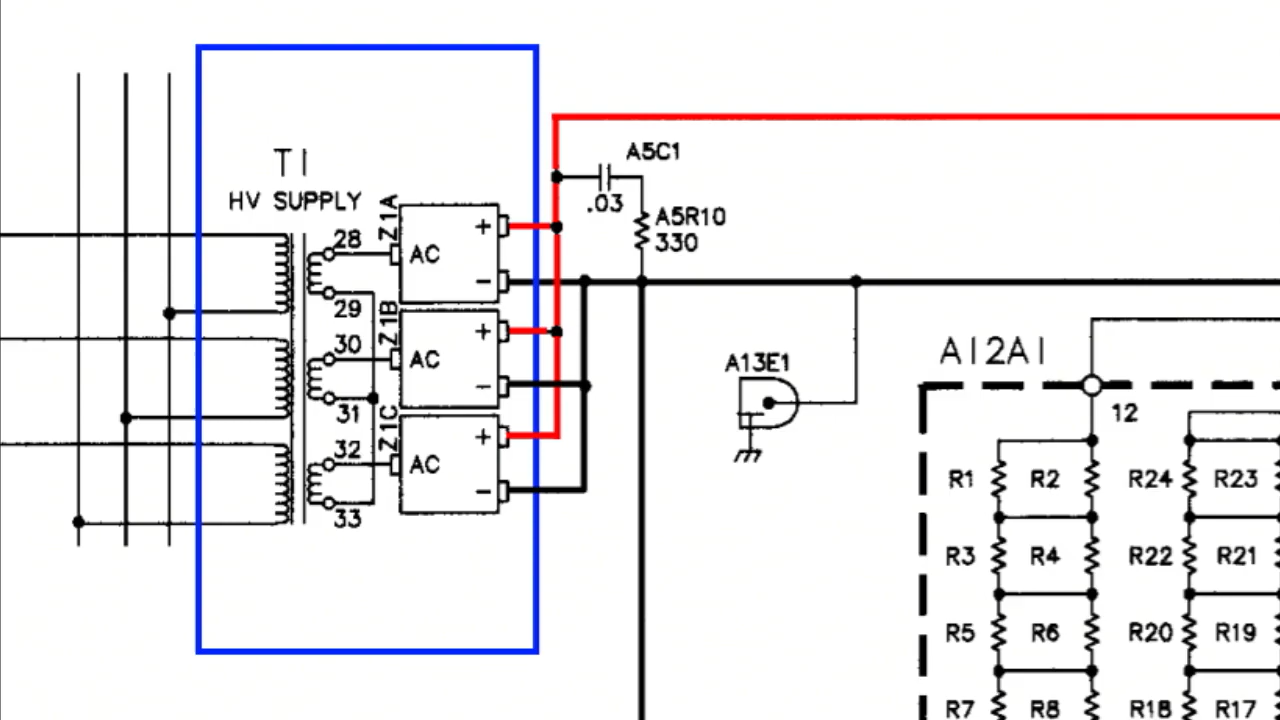 T1
HV SUPPLY
28
29
30
31
32
33
Z1A
AC
+
−
Z1B
AC
+
−
Z1C
AC
+
−
A5C1
.03
A5R10
330
A13E1
A12A1
12
R1 R2 R24 R23
R3 R4 R22 R21
R5 R6 R20 R19
R7 R8 R18 R17